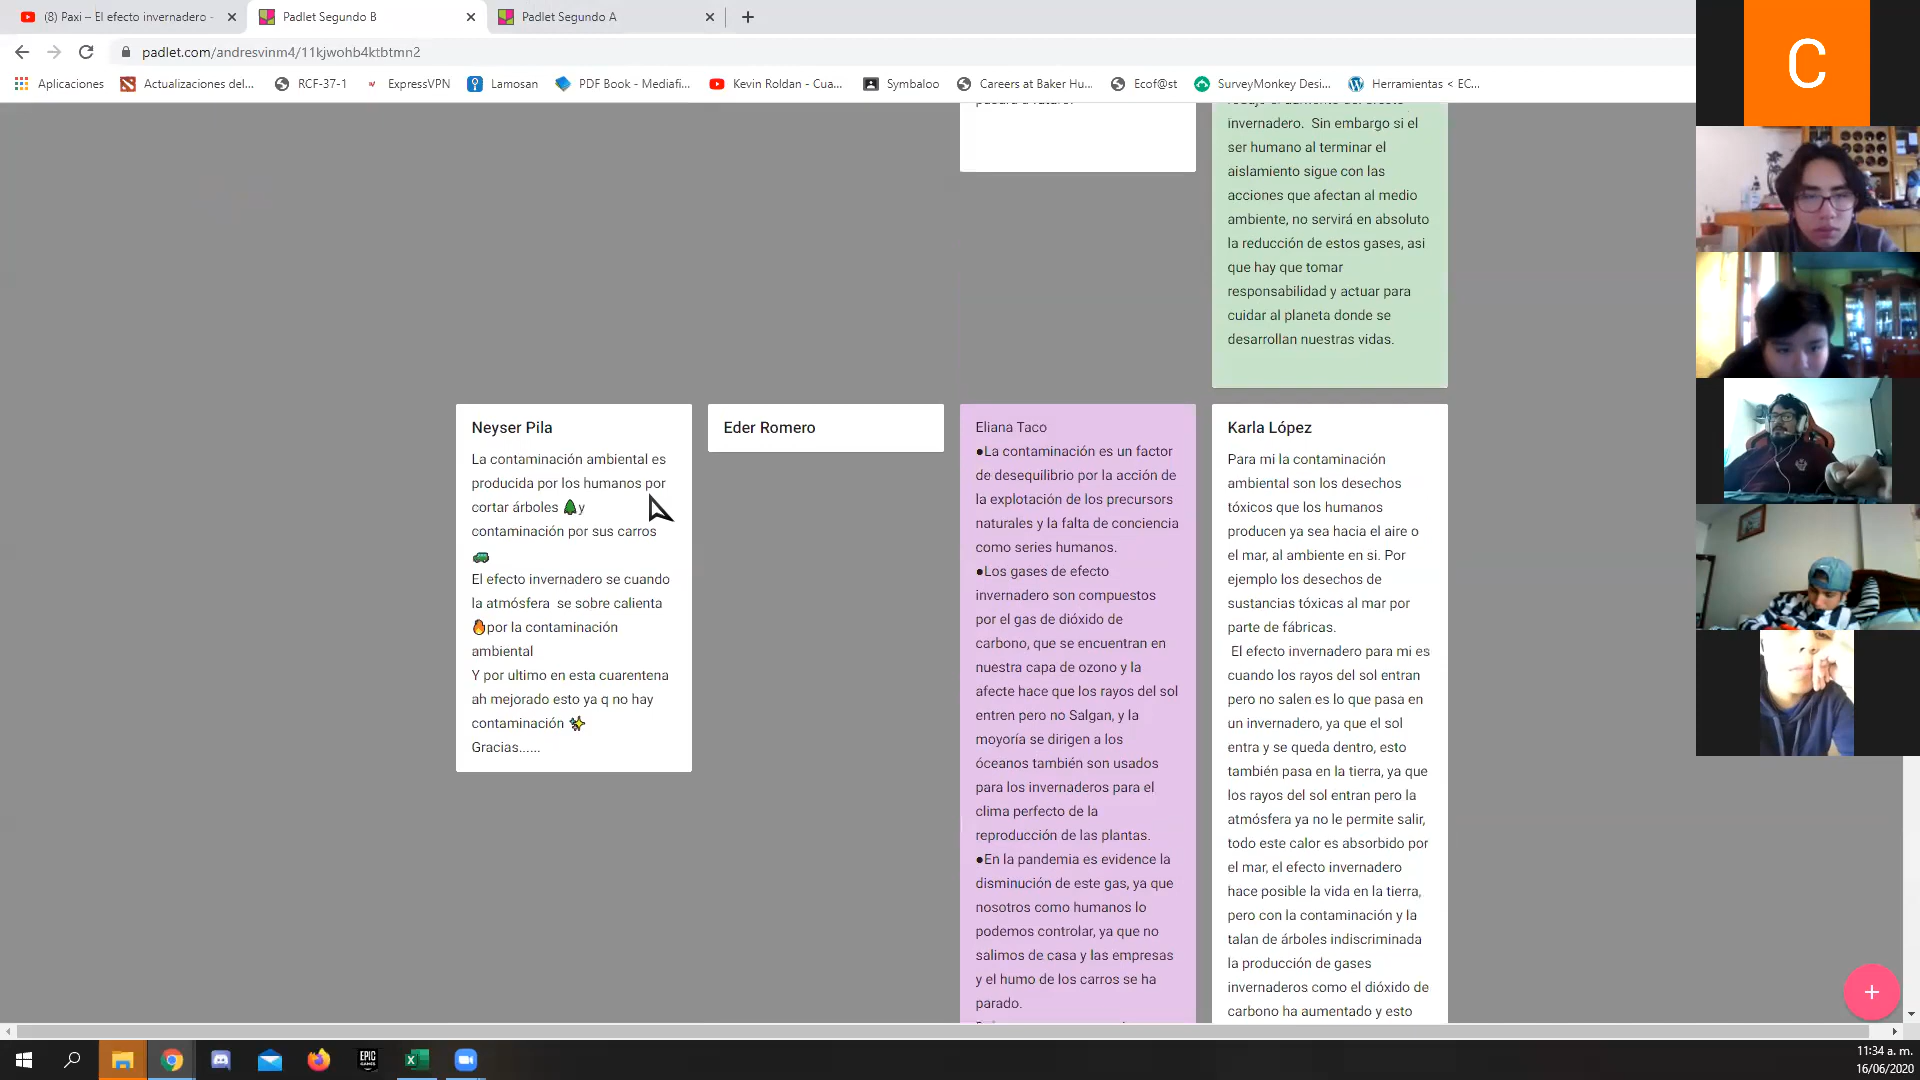 (8) Paxi – El efecto invernadero -
Padlet Segundo B
Padlet Segundo A
padlet.com/andresvinm4/11kjwohb4ktbtmn2
Aplicaciones
Actualizaciones del...
RCF-37-1
ExpressVPN
Lamosan
PDF Book - Mediafi...
Kevin Roldan - Cua...
Symbaloo
Careers at Baker Hu...
Ecof@st
SurveyMonkey Desi...
Herramientas < EC...
C
invernadero. Sin embargo si el
ser humano al terminar el
aislamiento sigue con las
acciones que afectan al medio
ambiente, no servirá en absoluto
la reducción de estos gases, asi
que hay que tomar
responsabilidad y actuar para
cuidar al planeta donde se
desarrollan nuestras vidas.
Neyser Pila
La contaminación ambiental es
producida por los humanos por
cortar árboles 🌲y
contaminación por sus carros
🚙
El efecto invernadero se cuando
la atmósfera se sobre calienta
🔥por la contaminación
ambiental
Y por ultimo en esta cuarentena
ah mejorado esto ya q no hay
contaminación ✨
Gracias......
Eder Romero
Eliana Taco
●La contaminación es un factor
de desequilibrio por la acción de
la explotación de los precursors
naturales y la falta de conciencia
como series humanos.
●Los gases de efecto
invernadero son compuestos
por el gas de dióxido de
carbono, que se encuentran en
nuestra capa de ozono y la
afecte hace que los rayos del sol
entren pero no Salgan, y la
moyoría se dirigen a los
óceanos también son usados
para los invernaderos para el
clima perfecto de la
reproducción de las plantas.
●En la pandemia es evidence la
disminución de este gas, ya que
nosotros como humanos lo
podemos controlar, ya que no
salimos de casa y las empresas
y el humo de los carros se ha
parado.
Karla López
Para mi la contaminación
ambiental son los desechos
tóxicos que los humanos
producen ya sea hacia el aire o
el mar, al ambiente en si. Por
ejemplo los desechos de
sustancias tóxicas al mar por
parte de fábricas.
El efecto invernadero para mi es
cuando los rayos del sol entran
pero no salen es lo que pasa en
un invernadero, ya que el sol
entra y se queda dentro, esto
también pasa en la tierra, ya que
los rayos del sol entran pero la
atmósfera ya no le permite salir,
todo este calor es absorbido por
el mar, el efecto invernadero
hace posible la vida en la tierra,
pero con la contaminación y la
talan de árboles indiscriminada
la producción de gases
invernaderos como el dióxido de
carbono ha aumentado y esto
EPIC
GAMES
11:34 a. m.
16/06/2020